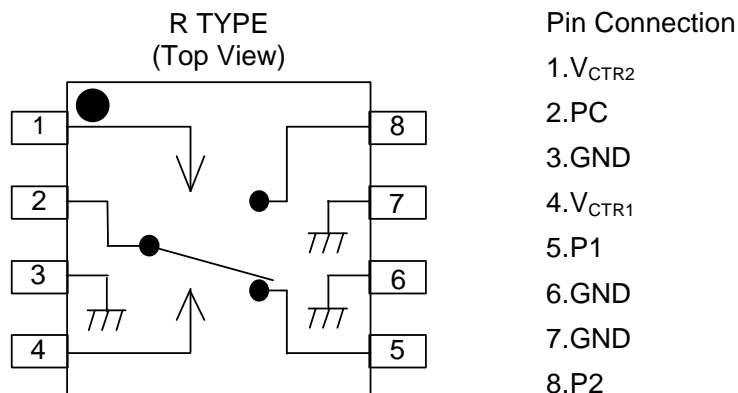 R TYPE
(Top View)
1
2
3
4
8
7
6
5
Pin Connection
1.VCTR2
2.PC
3.GND
4.VCTR1
5.P1
6.GND
7.GND
8.P2